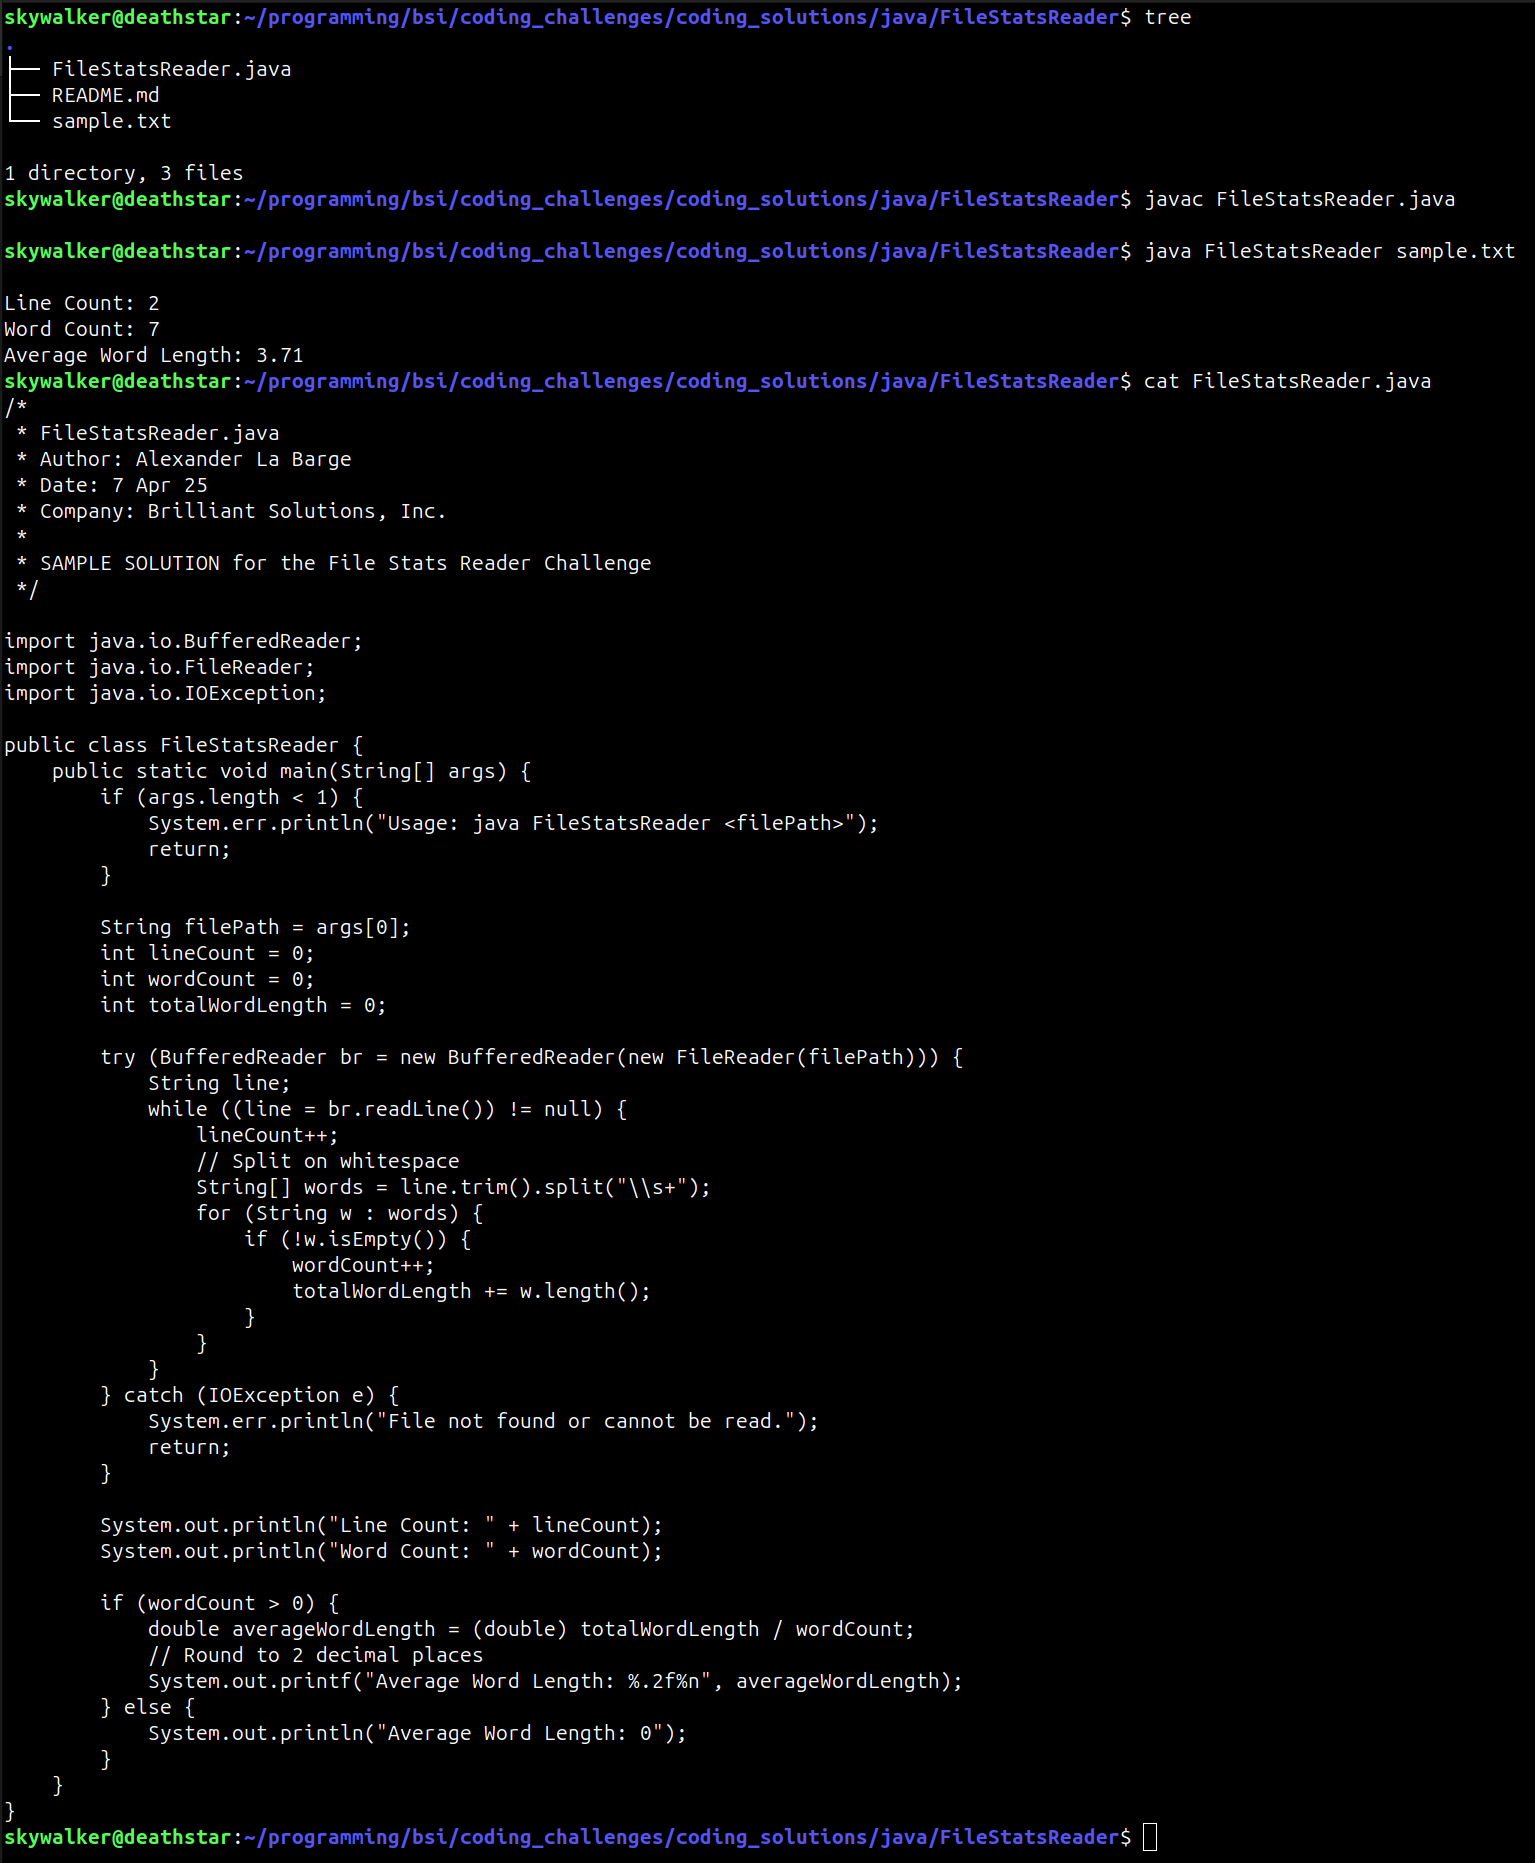 skywalker@deathstar:~/programming/bsi/coding_challenges/coding_solutions/java/FileStatsReader$ tree
.
├── FileStatsReader.java
├── README.md
└── sample.txt

1 directory, 3 files
skywalker@deathstar:~/programming/bsi/coding_challenges/coding_solutions/java/FileStatsReader$ javac FileStatsReader.java

skywalker@deathstar:~/programming/bsi/coding_challenges/coding_solutions/java/FileStatsReader$ java FileStatsReader sample.txt

Line Count: 2
Word Count: 7
Average Word Length: 3.71
skywalker@deathstar:~/programming/bsi/coding_challenges/coding_solutions/java/FileStatsReader$ cat FileStatsReader.java
/*
 * FileStatsReader.java
 * Author: Alexander La Barge
 * Date: 7 Apr 25
 * Company: Brilliant Solutions, Inc.
 *
 * SAMPLE SOLUTION for the File Stats Reader Challenge
 */

import java.io.BufferedReader;
import java.io.FileReader;
import java.io.IOException;

public class FileStatsReader {
    public static void main(String[] args) {
        if (args.length < 1) {
            System.err.println("Usage: java FileStatsReader <filePath>");
            return;
        }

        String filePath = args[0];
        int lineCount = 0;
        int wordCount = 0;
        int totalWordLength = 0;

        try (BufferedReader br = new BufferedReader(new FileReader(filePath))) {
            String line;
            while ((line = br.readLine()) != null) {
                lineCount++;
                // Split on whitespace
                String[] words = line.trim().split("\\s+");
                for (String w : words) {
                    if (!w.isEmpty()) {
                        wordCount++;
                        totalWordLength += w.length();
                    }
                }
            }
        } catch (IOException e) {
            System.err.println("File not found or cannot be read.");
            return;
        }

        System.out.println("Line Count: " + lineCount);
        System.out.println("Word Count: " + wordCount);

        if (wordCount > 0) {
            double averageWordLength = (double) totalWordLength / wordCount;
            // Round to 2 decimal places
            System.out.printf("Average Word Length: %.2f%n", averageWordLength);
        } else {
            System.out.println("Average Word Length: 0");
        }
    }
}
skywalker@deathstar:~/programming/bsi/coding_challenges/coding_solutions/java/FileStatsReader$